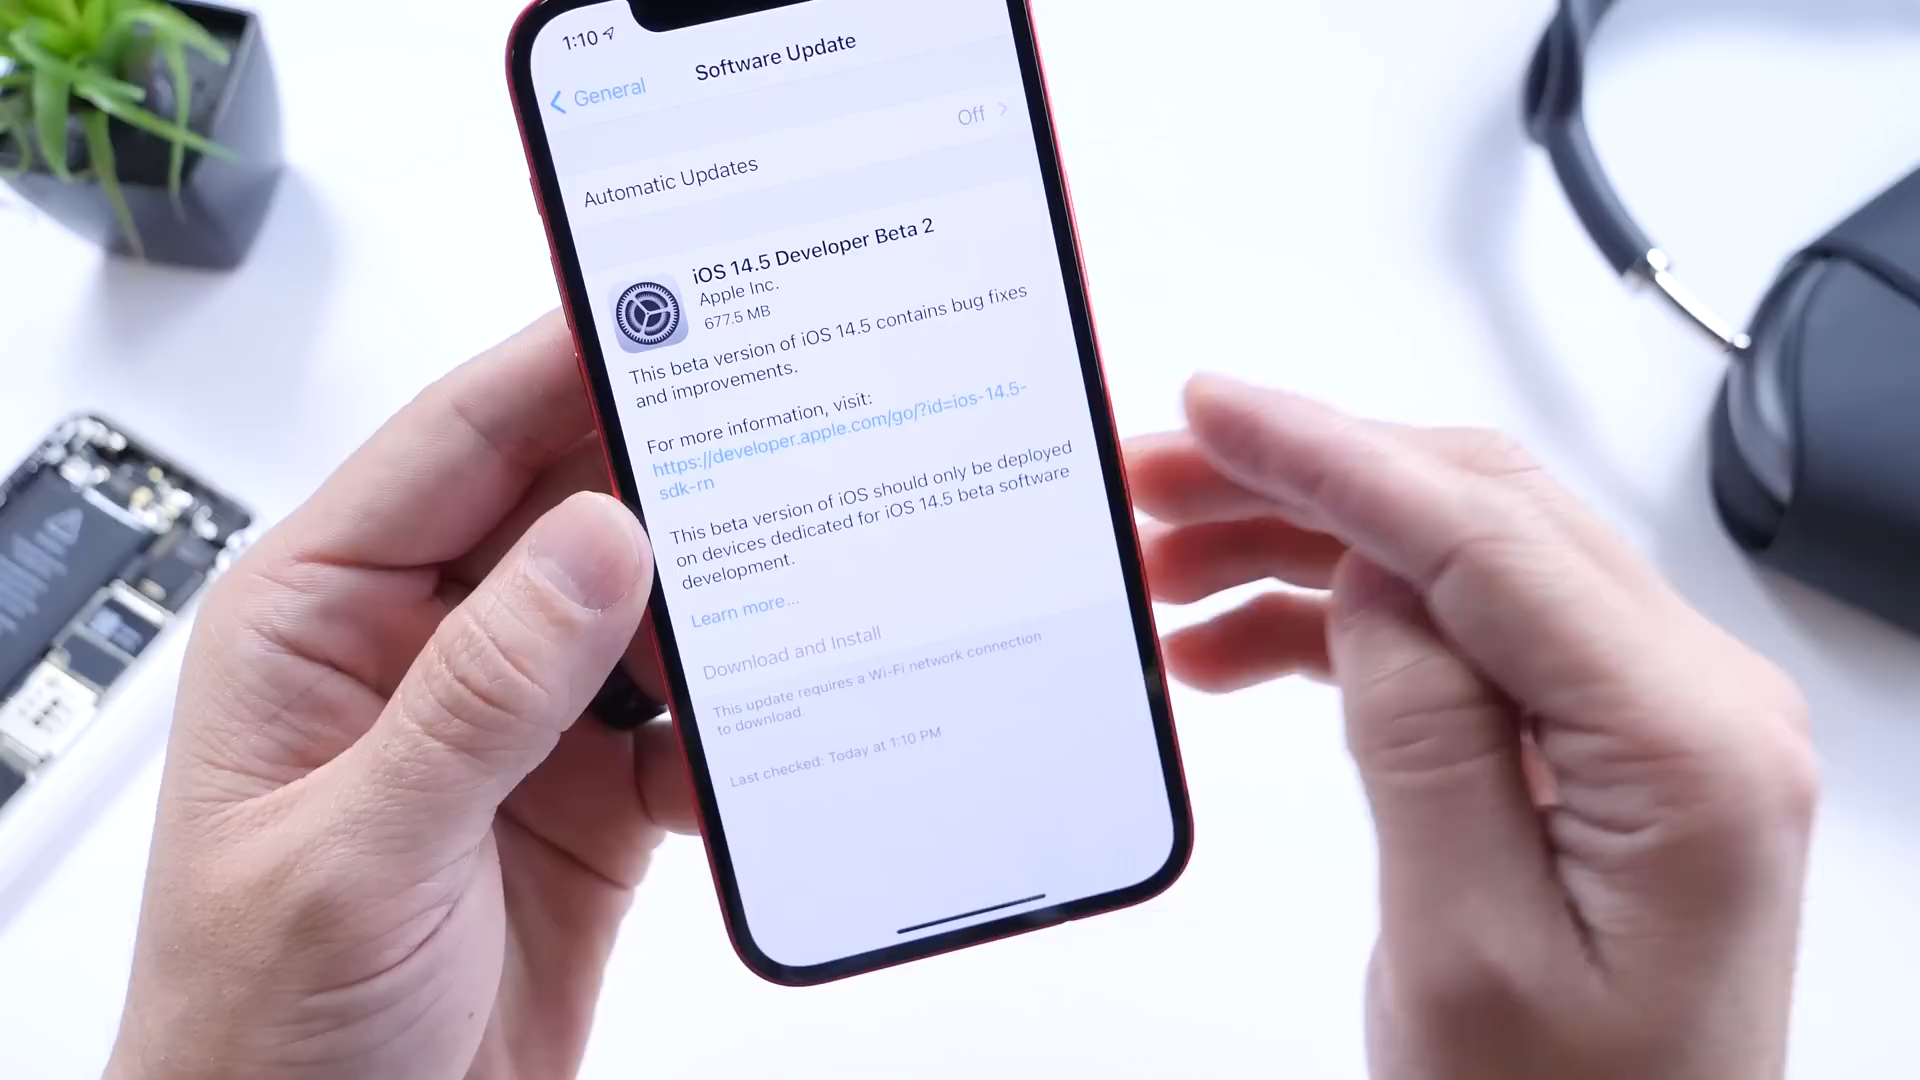 1:10
General
Software Update
Automatic Updates
Off
iOS 14.5 Developer Beta 2
Apple Inc.
677.5 MB
This beta version of iOS 14.5 contains bug fixes
and improvements.
For more information, visit:
https://developer.apple.com/go/?id=ios-14.5-
sdk-rn
This beta version of iOS should only be deployed
on devices dedicated for iOS 14.5 beta software
development.
Learn more...
Download and Install
This update requires a Wi-Fi network connection
to download.
Last checked: Today at 1:10 PM